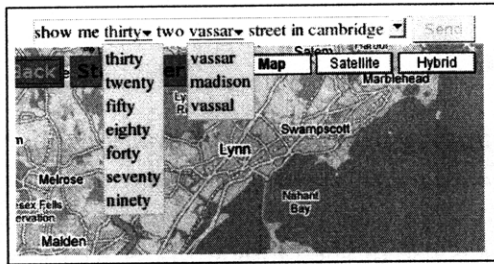 show me thirty two vassar street in cambridge Send
Salem
Back
Map Satellite Hybrid
thirty vassar
twenty madison
fifty vassal
eighty
forty
seventy
ninety
Marblehead
Swampscott
Lynn
Melrose
Nahant
Bay
Malden